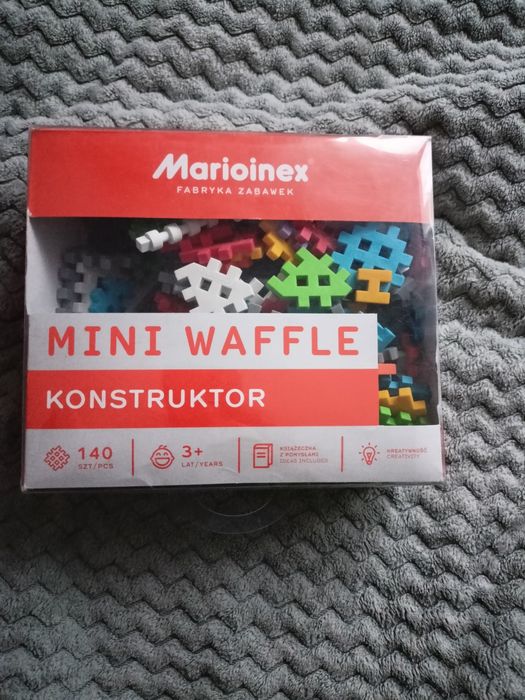 Marioinex®
FABRYKA ZABAWEK
MINI WAFFLE
KONSTRUKTOR
140
SZT/PCS
3+
LAT/YEARS
KSIĄŻECZKA
Z POMYSŁAMI
IDEAS INCLUDED
KREATYWNOŚĆ
CREATIVITY